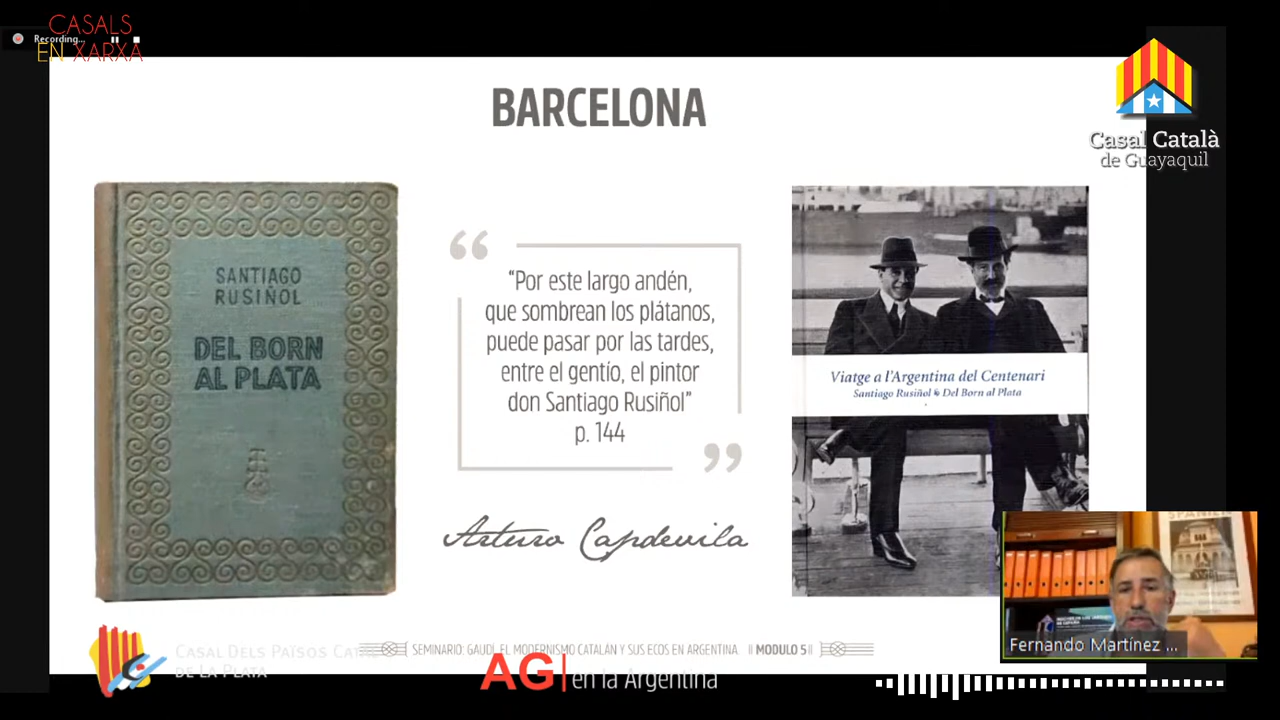 CASALS
EN XARXA
Recording...
BARCELONA
Casal Català
de Guayaquil
SANTIAGO
RUSIÑOL
DEL BORN
AL PLATA
“Por este largo andén,
que sombrean los plátanos,
puede pasar por las tardes,
entre el gentío, el pintor
don Santiago Rusiñol”
p. 144
Arturo Capdevila
Viatge a l'Argentina del Centenari
Santiago Rusiñol Del Born al Plata
SPANIEN
Fernando Martínez ...
CASAL DELS PAÏSOS
DE LA PLATA
SEMINARIO: GAUDÍ, EL MODERNISMO CATALÁN Y SUS ECOS EN ARGENTINA || MODULO 5 ||
AG| en la Argentina